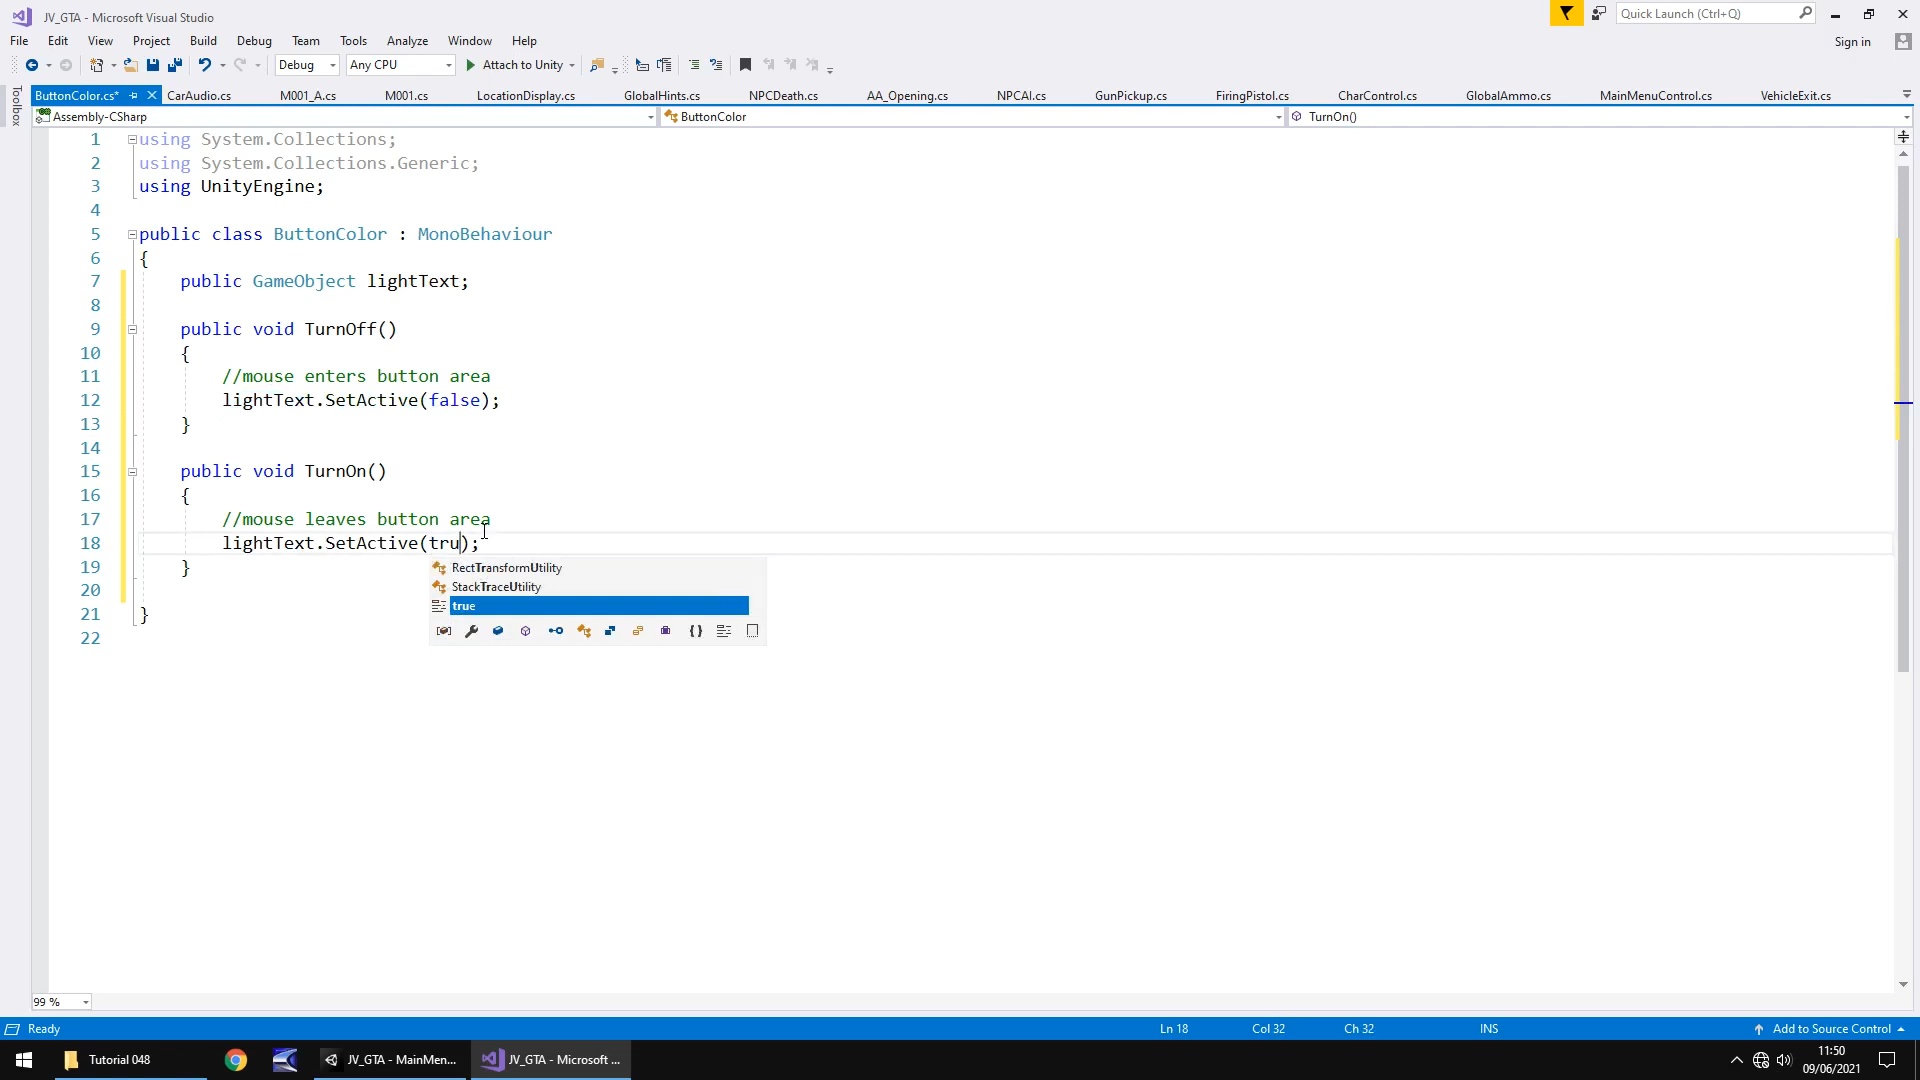 JV_GTA - Microsoft Visual Studio
Quick Launch (Ctrl+Q)
File Edit View Project Build Debug Team Tools Analyze Window Help
Sign in
Debug Any CPU Attach to Unity
Toolbox
ButtonColor.cs* CarAudio.cs M001_A.cs M001.cs LocationDisplay.cs GlobalHints.cs NPCDeath.cs AA_Opening.cs NPCAI.cs GunPickup.cs FiringPistol.cs CharControl.cs GlobalAmmo.cs MainMenuControl.cs VehicleExit.cs
Assembly-CSharp ButtonColor TurnOn()
1 using System.Collections;
2 using System.Collections.Generic;
3 using UnityEngine;
4
5 public class ButtonColor : MonoBehaviour
6 {
7 public GameObject lightText;
8
9 public void TurnOff()
10 {
11 //mouse enters button area
12 lightText.SetActive(false);
13 }
14
15 public void TurnOn()
16 {
17 //mouse leaves button area
18 lightText.SetActive(tru);
19 }
RectTransformUtility
StackTraceUtility
20
true
21 }
22
99 %
Ready Ln 18 Col 32 Ch 32 INS Add to Source Control
Tutorial 048 JV_GTA - MainMen... JV_GTA - Microsoft ...
11:50
09/06/2021